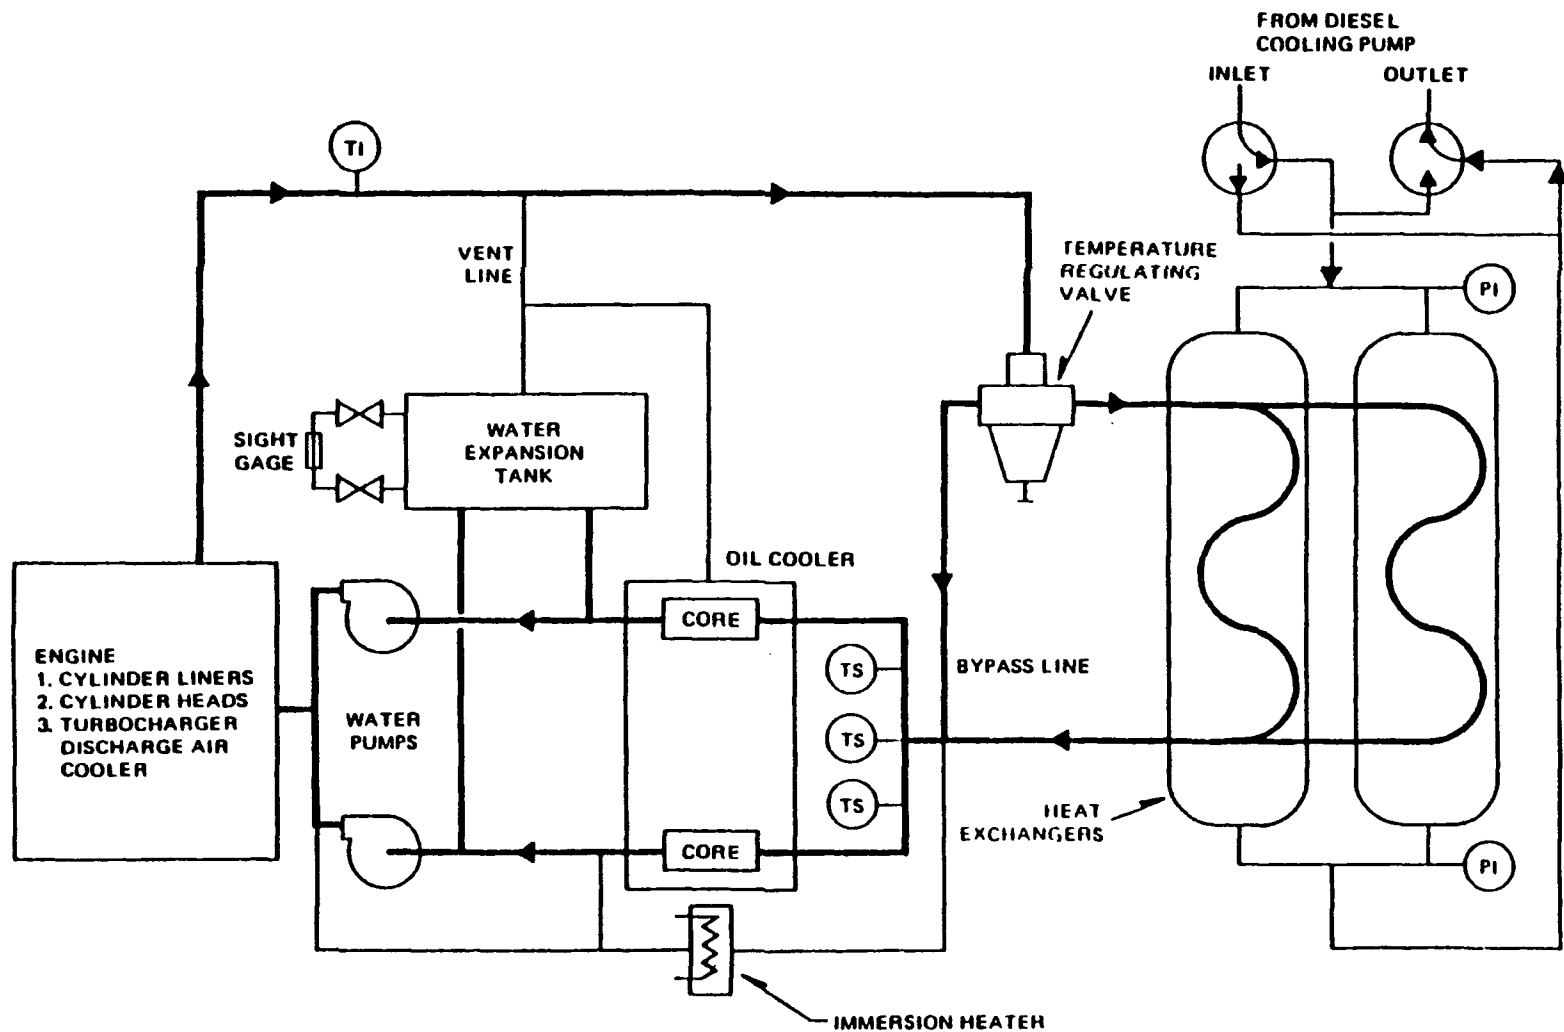 FROM DIESEL
COOLING PUMP
INLET
OUTLET
TI
VENT
LINE
TEMPERATURE
REGULATING
VALVE
PI
SIGHT
GAGE
WATER
EXPANSION
TANK
OIL COOLER
CORE
ENGINE
1. CYLINDER LINERS
2. CYLINDER HEADS
3. TURBOCHARGER
DISCHARGE AIR
COOLER
WATER
PUMPS
TS
BYPASS LINE
TS
TS
HEAT
EXCHANGERS
CORE
PI
IMMERSION HEATER